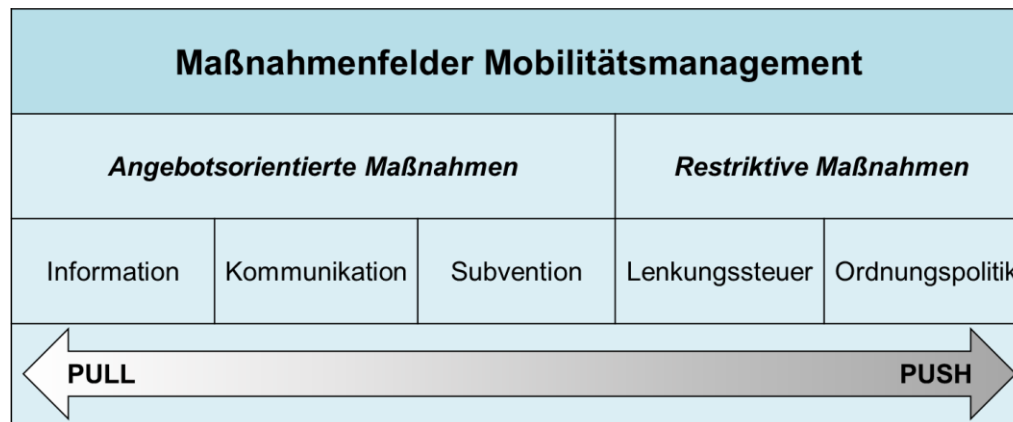 Maßnahmenfelder Mobilitätsmanagement
Angebotsorientierte Maßnahmen Restriktive Maßnahmen
Information Kommunikation Subvention Lenkungssteuer Ordnungspolitik
PULL PUSH